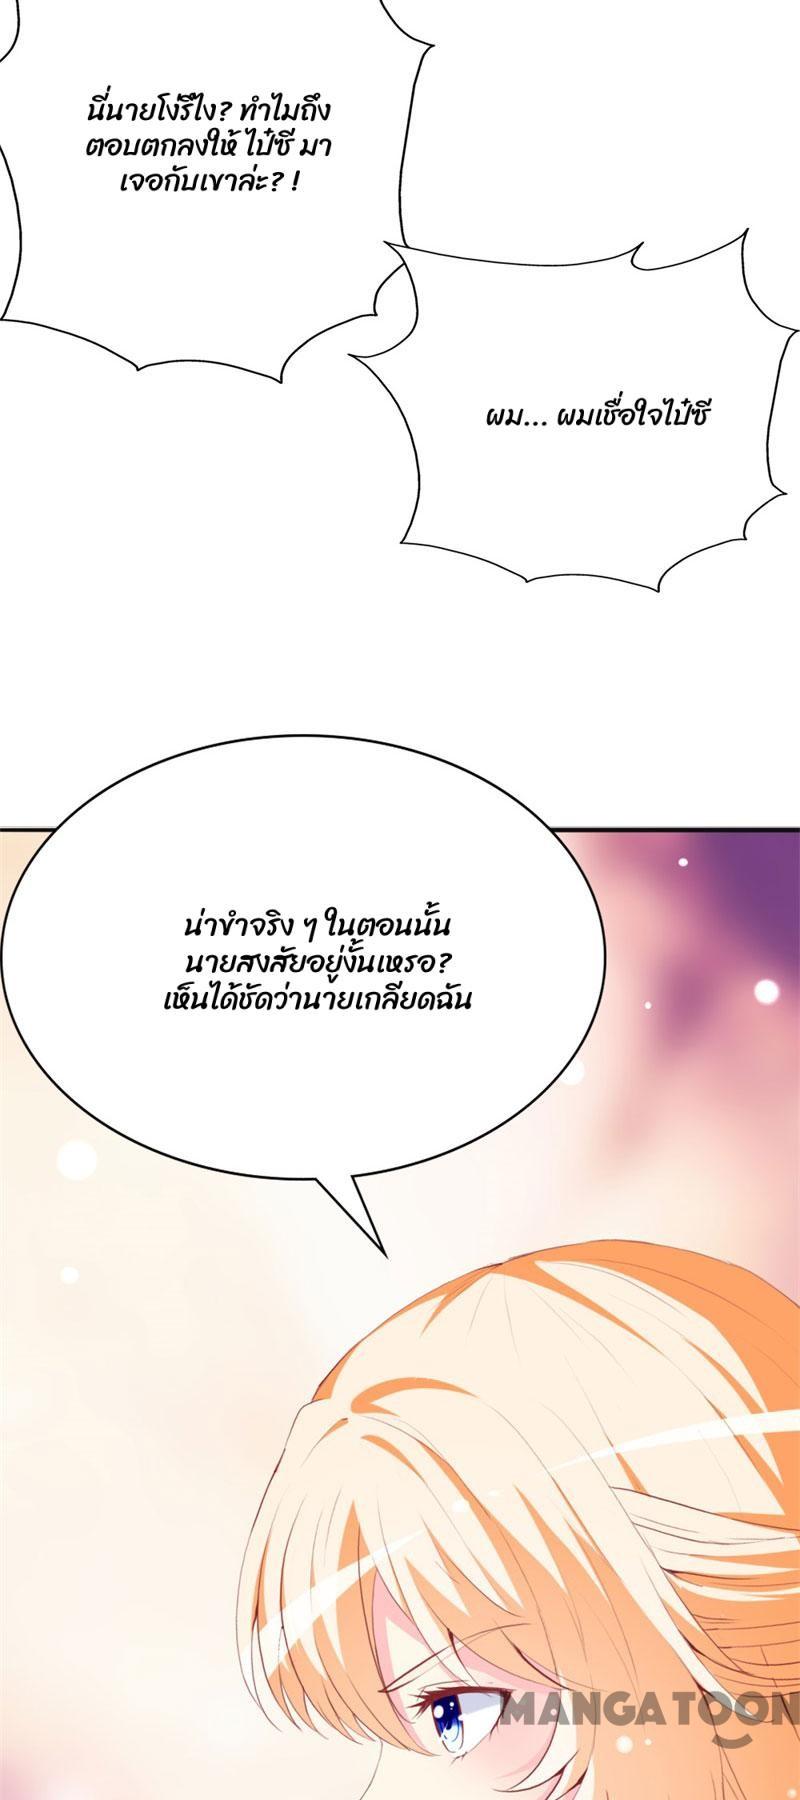 นี่นายโง่รึไง? ทำไมถึง
ตอบตกลงให้ ไป๋ซี มา
เจอกับเขาล่ะ? !
ผม... ผมเชื่อใจไป๋ซี
น่าขำจริง ๆ ในตอนนั้น
นายสงสัยอยู่งั้นเหรอ?
เห็นได้ชัดว่านายเกลียดฉัน
MANGATOON